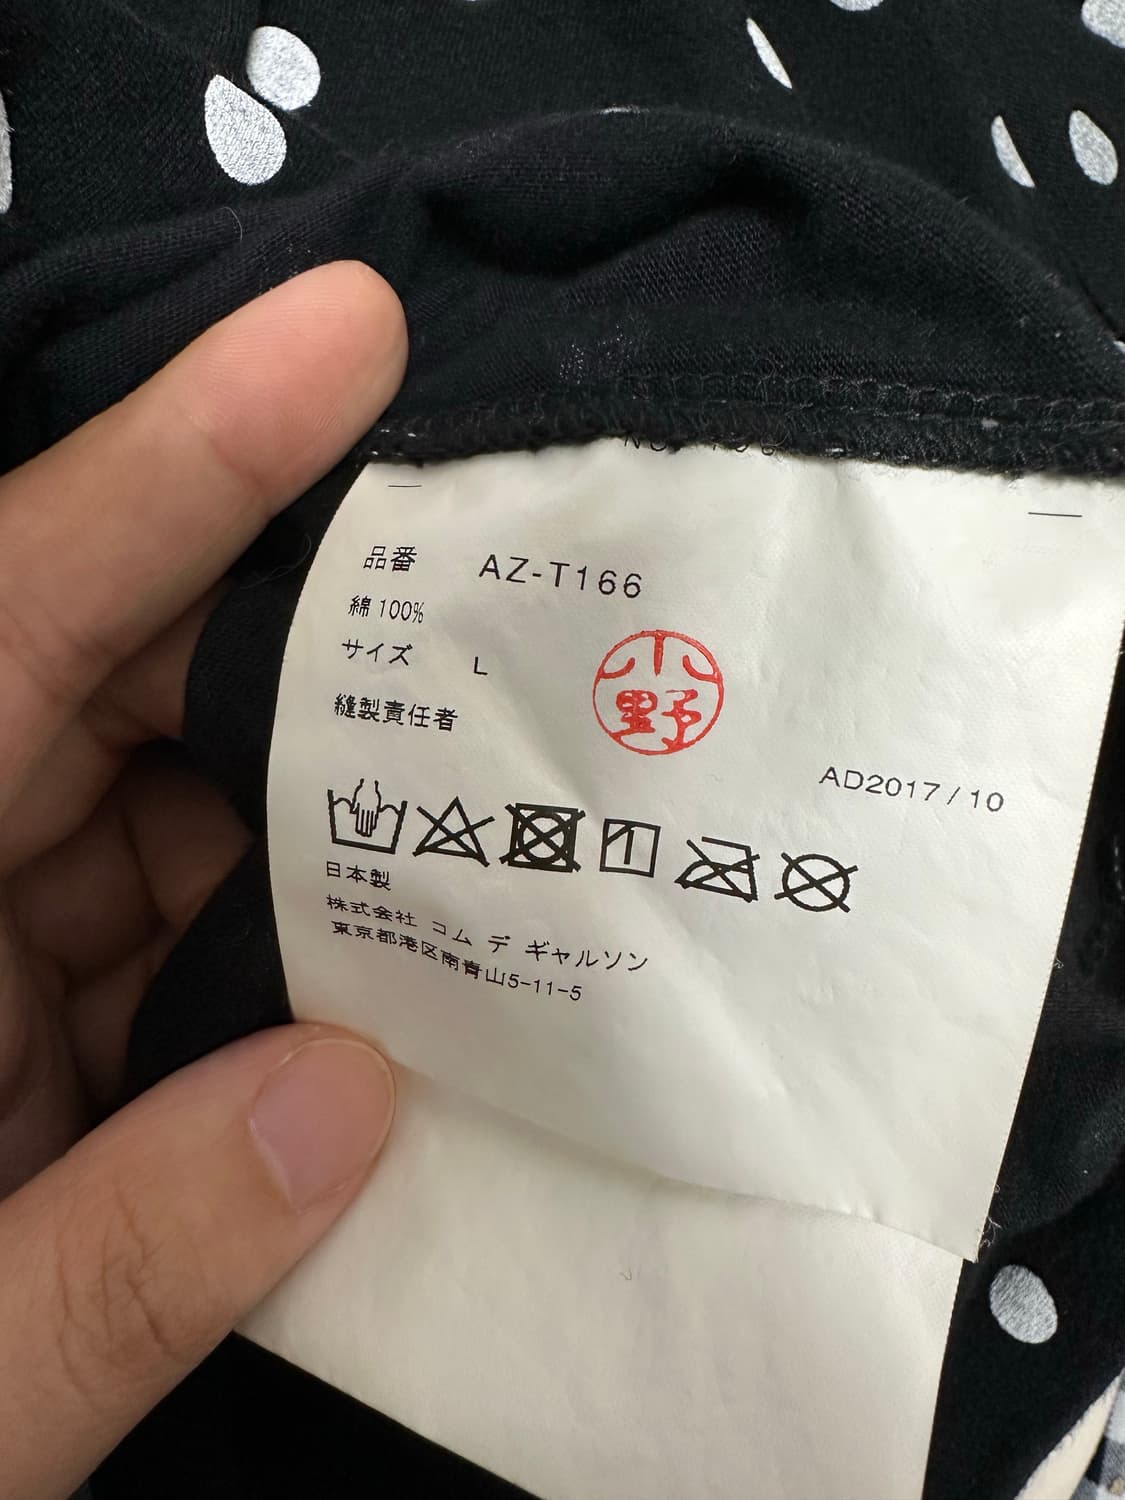 品番 AZ-T166
綿 100%
サイズ L
縫製責任者
小野
AD2017/10
日本製
株式会社 コム デ ギャルソン
東京都港区南青山5-11-5